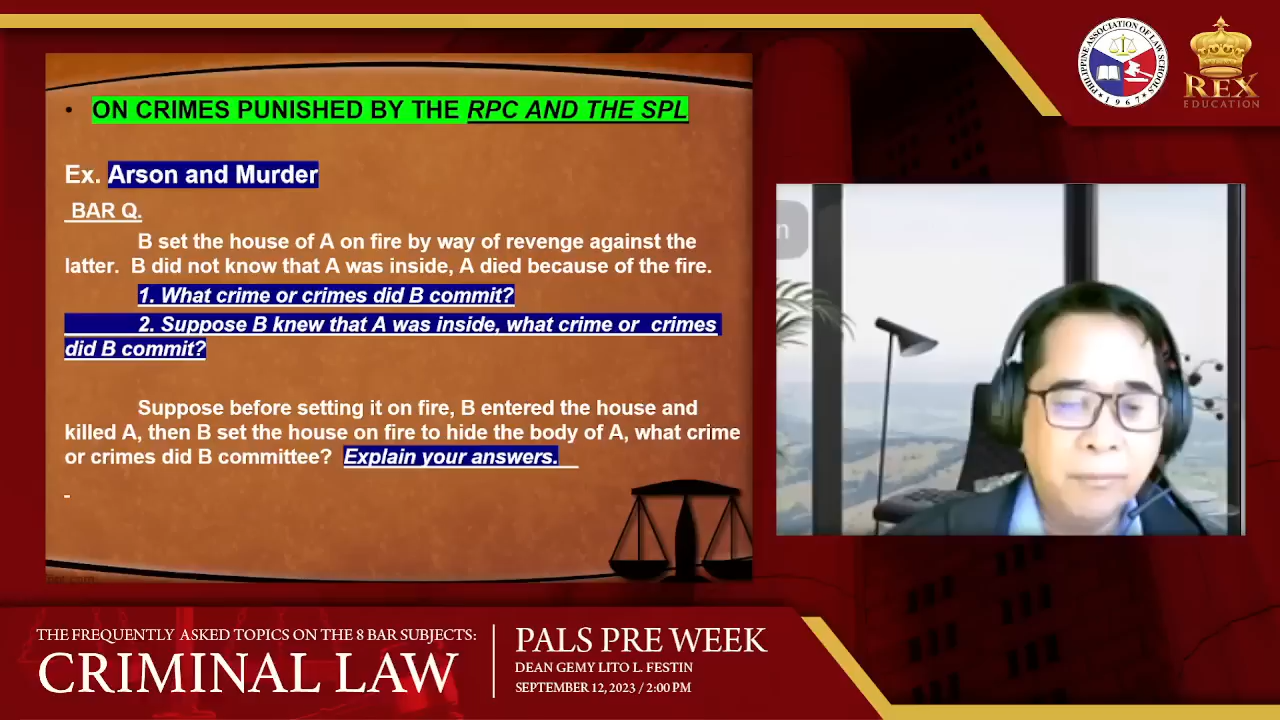 • ON CRIMES PUNISHED BY THE RPC AND THE SPL
Ex. Arson and Murder
BAR Q.
B set the house of A on fire by way of revenge against the
latter. B did not know that A was inside, A died because of the fire.
1. What crime or crimes did B commit?
2. Suppose B knew that A was inside, what crime or crimes
did B commit?
Suppose before setting it on fire, B entered the house and
killed A, then B set the house on fire to hide the body of A, what crime
or crimes did B committee? Explain your answers.
PHILIPPINE ASSOCIATION OF LAW SCHOOLS
1967
REX
EDUCATION
n
THE FREQUENTLY ASKED TOPICS ON THE 8 BAR SUBJECTS:
CRIMINAL LAW
PALS PRE WEEK
DEAN GEMY LITO L. FESTIN
SEPTEMBER 12, 2023 / 2:00 PM